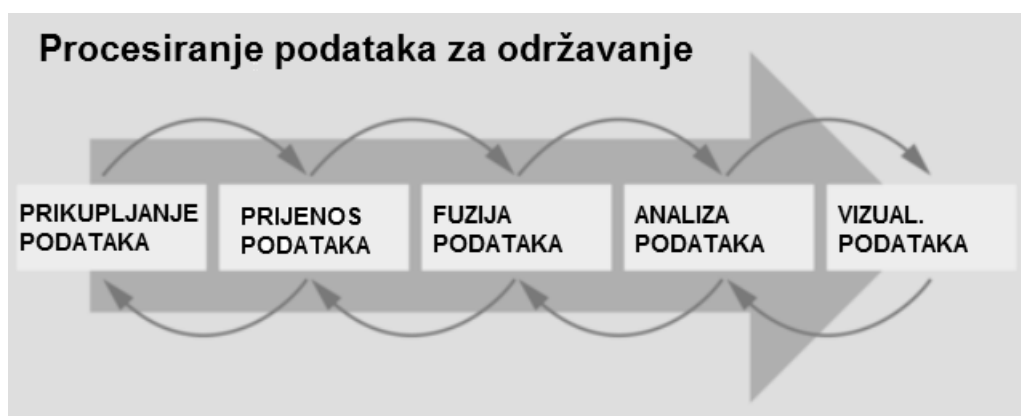 Procesiranje podataka za održavanje
PRIKUPLJANJE
PODATAKA
PRIJENOS
PODATAKA
FUZIJA
PODATAKA
ANALIZA
PODATAKA
VIZUAL.
PODATAKA